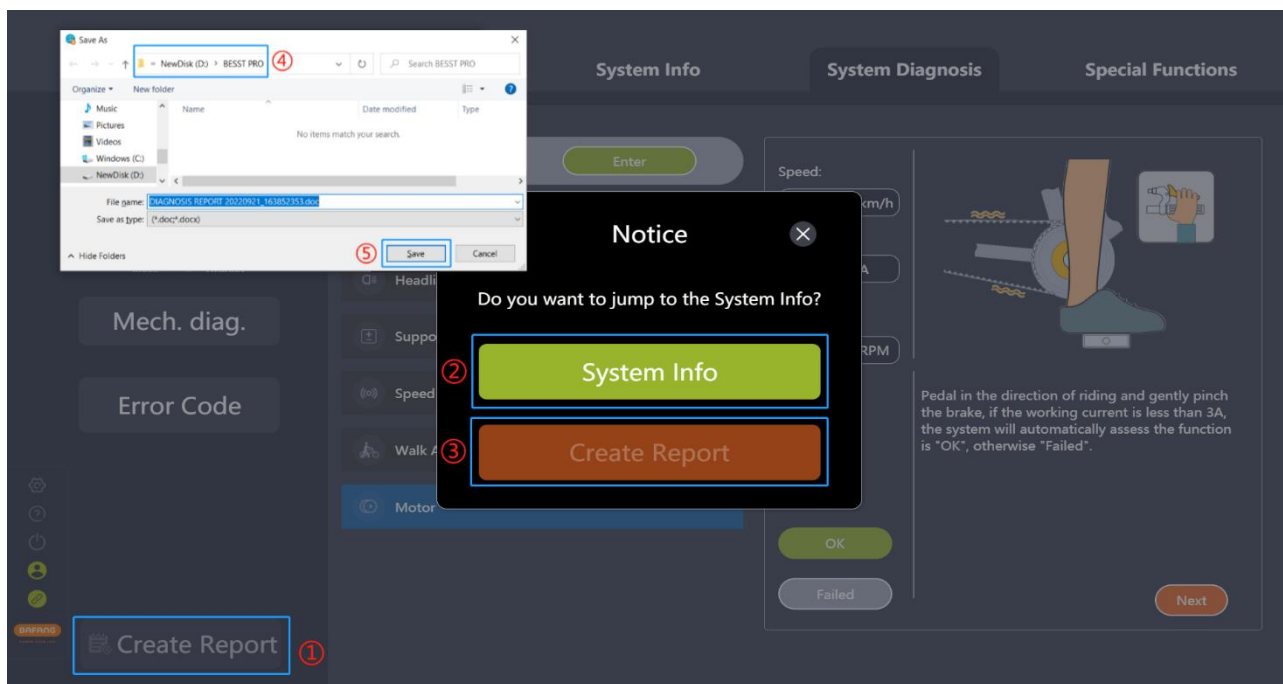 Save As
NewDisk (D:) > BESST PRO
④
Search BESST PRO
Organize
New folder
Music
Pictures
Videos
Windows (C:)
NewDisk (D:)
Name
Date modified
Type
No items match your search.
File name: DIAGNOSIS REPORT 20220921_163852353.doc
Save as type: (*.doc;*.docx)
Hide Folders
⑤
Save
Cancel
System Info
System Diagnosis
Special Functions
Enter
Mech. diag.
Error Code
Headli
Suppo
Speed
Walk A
Motor
Notice
Do you want to jump to the System Info?
②
System Info
③
Create Report
Speed:
km/h
A
RPM
OK
Failed
Pedal in the direction of riding and gently pinch
the brake, if the working current is less than 3A,
the system will automatically assess the function
is "OK", otherwise "Failed".
Next
BAFANG
Create Report
①